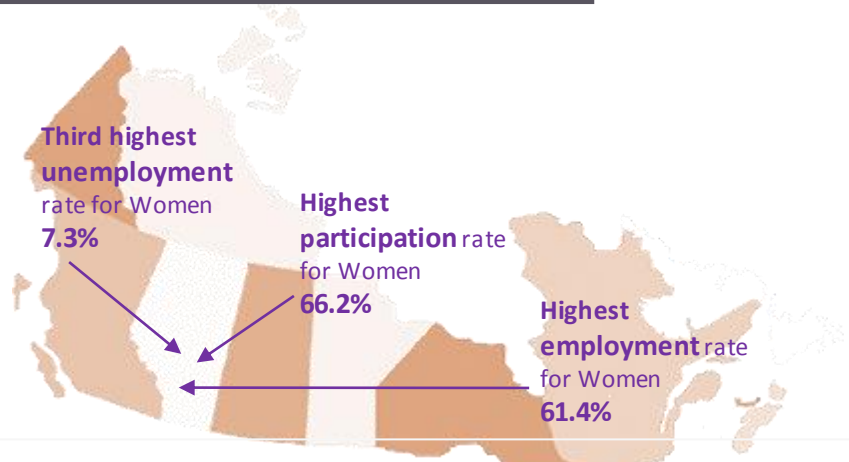 Third highest
unemployment
rate for Women
7.3%
Highest
participation rate
for Women
66.2%
Highest
employment rate
for Women
61.4%